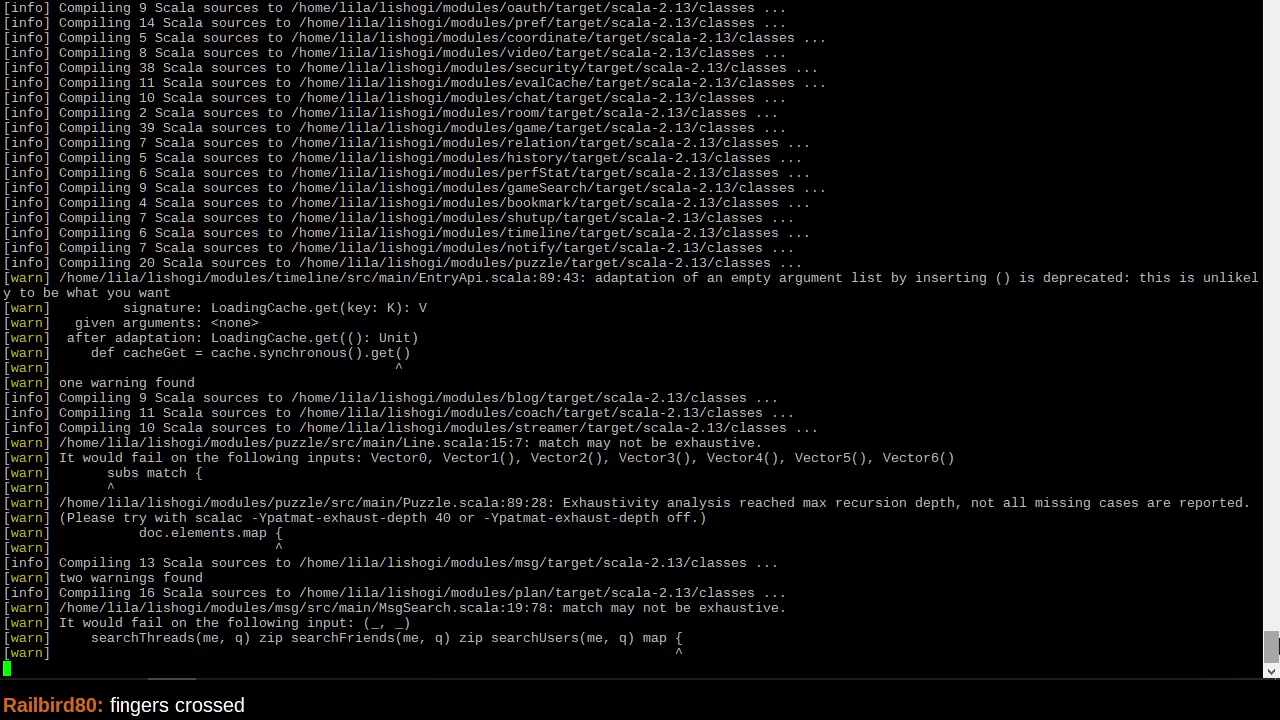 [info] Compiling 9 Scala sources to /home/lila/lishogi/modules/oauth/target/scala-2.13/classes ...
[info] Compiling 14 Scala sources to /home/lila/lishogi/modules/pref/target/scala-2.13/classes ...
[info] Compiling 5 Scala sources to /home/lila/lishogi/modules/coordinate/target/scala-2.13/classes ...
[info] Compiling 8 Scala sources to /home/lila/lishogi/modules/video/target/scala-2.13/classes ...
[info] Compiling 38 Scala sources to /home/lila/lishogi/modules/security/target/scala-2.13/classes ...
[info] Compiling 11 Scala sources to /home/lila/lishogi/modules/evalCache/target/scala-2.13/classes ...
[info] Compiling 10 Scala sources to /home/lila/lishogi/modules/chat/target/scala-2.13/classes ...
[info] Compiling 2 Scala sources to /home/lila/lishogi/modules/room/target/scala-2.13/classes ...
[info] Compiling 39 Scala sources to /home/lila/lishogi/modules/game/target/scala-2.13/classes ...
[info] Compiling 7 Scala sources to /home/lila/lishogi/modules/relation/target/scala-2.13/classes ...
[info] Compiling 5 Scala sources to /home/lila/lishogi/modules/history/target/scala-2.13/classes ...
[info] Compiling 6 Scala sources to /home/lila/lishogi/modules/perfStat/target/scala-2.13/classes ...
[info] Compiling 9 Scala sources to /home/lila/lishogi/modules/gameSearch/target/scala-2.13/classes ...
[info] Compiling 4 Scala sources to /home/lila/lishogi/modules/bookmark/target/scala-2.13/classes ...
[info] Compiling 7 Scala sources to /home/lila/lishogi/modules/shutup/target/scala-2.13/classes ...
[info] Compiling 6 Scala sources to /home/lila/lishogi/modules/timeline/target/scala-2.13/classes ...
[info] Compiling 7 Scala sources to /home/lila/lishogi/modules/notify/target/scala-2.13/classes ...
[info] Compiling 20 Scala sources to /home/lila/lishogi/modules/puzzle/target/scala-2.13/classes ...
[warn] /home/lila/lishogi/modules/timeline/src/main/EntryApi.scala:89:43: adaptation of an empty argument list by inserting () is deprecated: this is unlikel
y to be what you want
[warn]         signature: LoadingCache.get(key: K): V
[warn]   given arguments: <none>
[warn]  after adaptation: LoadingCache.get((): Unit)
[warn]     def cacheGet = cache.synchronous().get()
[warn]                                           ^
[warn] one warning found
[info] Compiling 9 Scala sources to /home/lila/lishogi/modules/blog/target/scala-2.13/classes ...
[info] Compiling 11 Scala sources to /home/lila/lishogi/modules/coach/target/scala-2.13/classes ...
[info] Compiling 10 Scala sources to /home/lila/lishogi/modules/streamer/target/scala-2.13/classes ...
[warn] /home/lila/lishogi/modules/puzzle/src/main/Line.scala:15:7: match may not be exhaustive.
[warn] It would fail on the following inputs: Vector0, Vector1(), Vector2(), Vector3(), Vector4(), Vector5(), Vector6()
[warn]       subs match {
[warn]       ^
[warn] /home/lila/lishogi/modules/puzzle/src/main/Puzzle.scala:89:28: Exhaustivity analysis reached max recursion depth, not all missing cases are reported.
[warn] (Please try with scalac -Ypatmat-exhaust-depth 40 or -Ypatmat-exhaust-depth off.)
[warn]           doc.elements.map {
[warn]                            ^
[info] Compiling 13 Scala sources to /home/lila/lishogi/modules/msg/target/scala-2.13/classes ...
[warn] two warnings found
[info] Compiling 16 Scala sources to /home/lila/lishogi/modules/plan/target/scala-2.13/classes ...
[warn] /home/lila/lishogi/modules/msg/src/main/MsgSearch.scala:19:78: match may not be exhaustive.
[warn] It would fail on the following input: (_, _)
[warn]     searchThreads(me, q) zip searchFriends(me, q) zip searchUsers(me, q) map {
[warn]                                                                              ^
Railbird80: fingers crossed